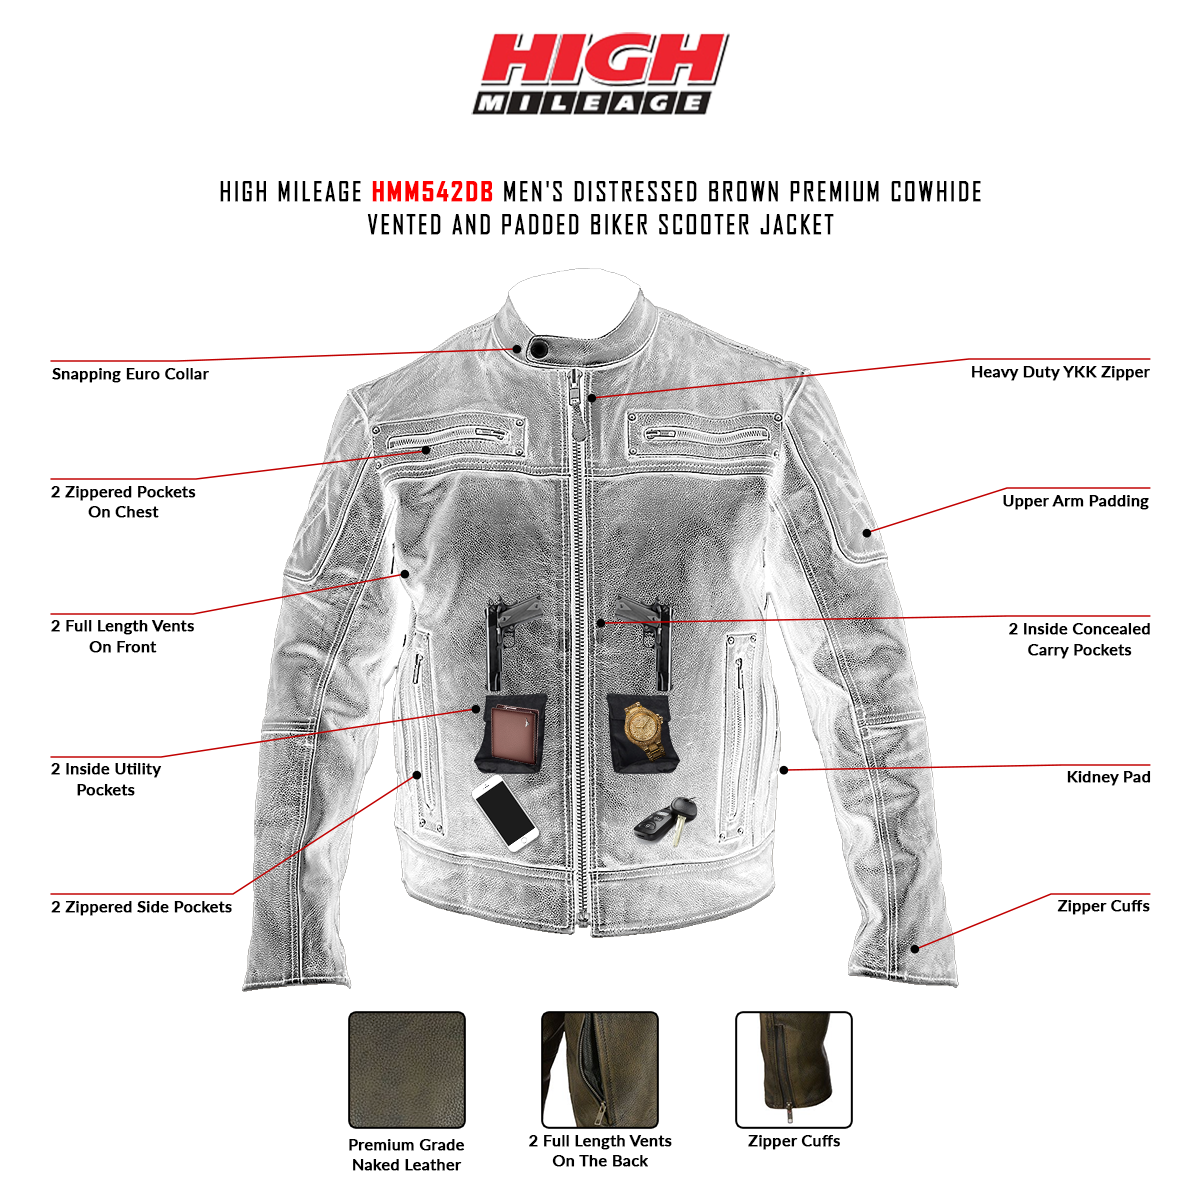 HIGH
MILEAGE
HIGH MILEAGE HMM542DB MEN'S DISTRESSED BROWN PREMIUM COWHIDE
VENTED AND PADDED BIKER SCOOTER JACKET
Snapping Euro Collar
Heavy Duty YKK Zipper
2 Zippered Pockets
On Chest
Upper Arm Padding
2 Full Length Vents
On Front
2 Inside Concealed
Carry Pockets
2 Inside Utility
Pockets
Kidney Pad
2 Zippered Side Pockets
Zipper Cuffs
Premium Grade
Naked Leather
2 Full Length Vents
On The Back
Zipper Cuffs